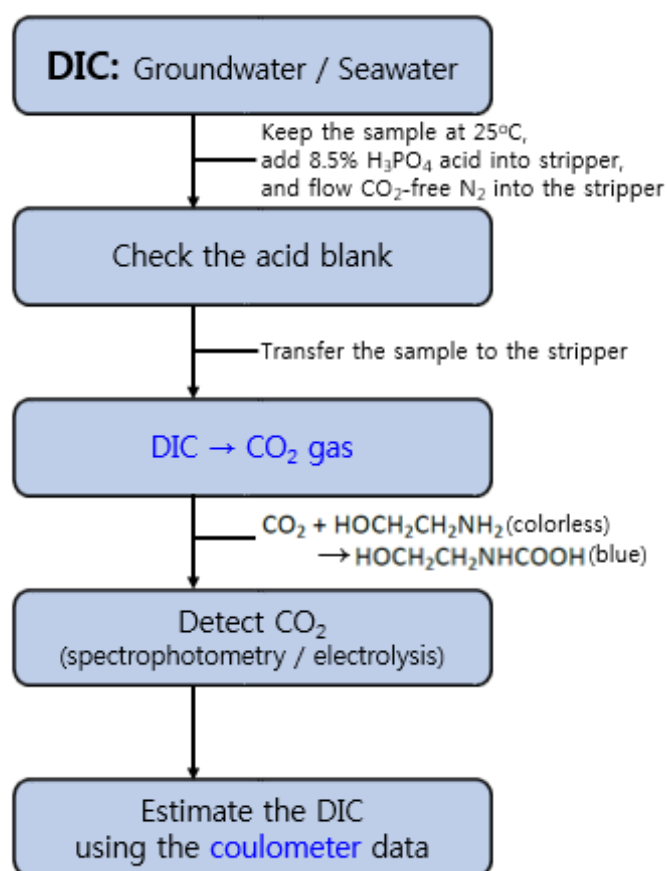 DIC: Groundwater / Seawater
Keep the sample at 25°C,
add 8.5% H₃PO₄ acid into stripper,
and flow CO₂-free N₂ into the stripper
Check the acid blank
Transfer the sample to the stripper
DIC → CO₂ gas
CO₂ + HOCH₂CH₂NH₂(colorless)
→HOCH₂CH₂NHCOOH(blue)
Detect CO₂
(spectrophotometry / electrolysis)
Estimate the DIC
using the coulometer data